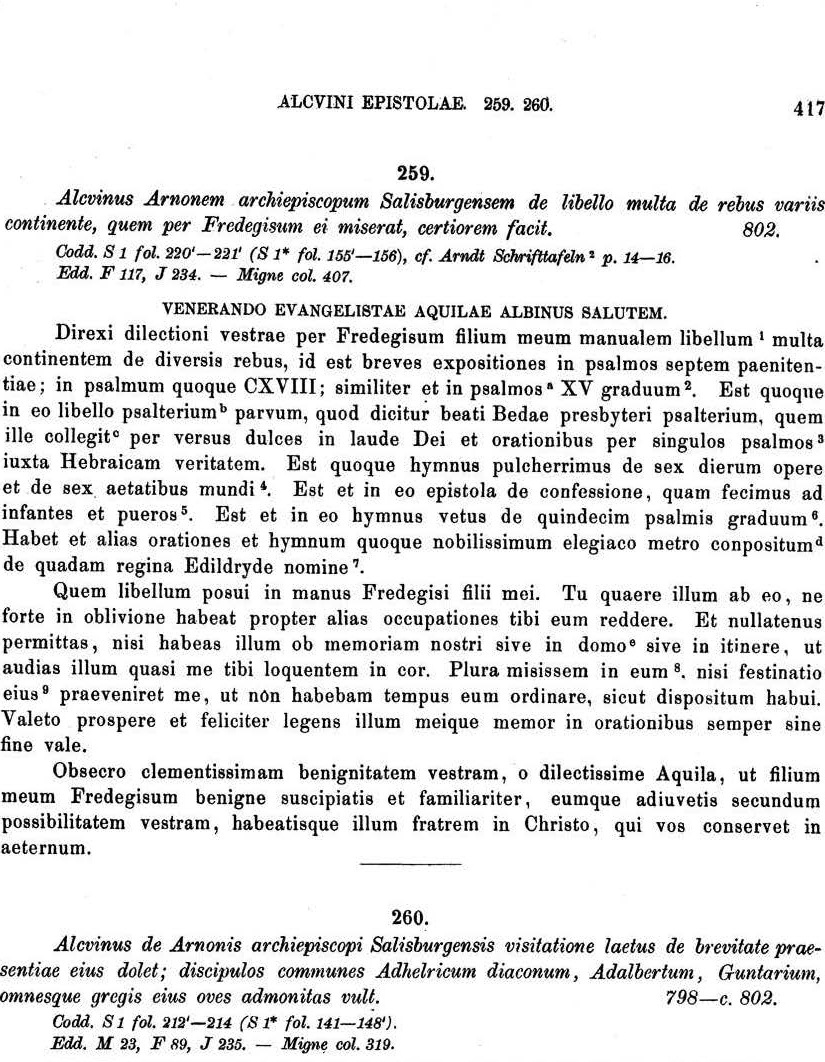 ALCVINI EPISTOLAE. 259. 260. 417
259.
Alcvinus Arnonem archiepiscopum Salisburgensem de libello multa de rebus variis
continente, quem per Fredegisum ei miserat, certiorem facit. 802.
Codd. S 1 fol. 220'—221' (S 1* fol. 155'—156), cf. Arndt Schrifttafeln² p. 14—16.
Edd. F 117, J 234. — Migne col. 407.
VENERANDO EVANGELISTAE AQUILAE ALBINUS SALUTEM.
Direxi dilectioni vestrae per Fredegisum filium meum manualem libellum ¹ multa
continentem de diversis rebus, id est breves expositiones in psalmos septem paeniten-
tiae; in psalmum quoque CXVIII; similiter et in psalmosᵃ XV graduum². Est quoque
in eo libello psalteriumᵇ parvum, quod dicitur beati Bedae presbyteri psalterium, quem
ille collegitᶜ per versus dulces in laude Dei et orationibus per singulos psalmos³
iuxta Hebraicam veritatem. Est quoque hymnus pulcherrimus de sex dierum opere
et de sex aetatibus mundi⁴. Est et in eo epistola de confessione, quam fecimus ad
infantes et pueros⁵. Est et in eo hymnus vetus de quindecim psalmis graduum⁶.
Habet et alias orationes et hymnum quoque nobilissimum elegiaco metro conpositumᵈ
de quadam regina Edildryde nomine⁷.
Quem libellum posui in manus Fredegisi filii mei. Tu quaere illum ab eo, ne
forte in oblivione habeat propter alias occupationes tibi eum reddere. Et nullatenus
permittas, nisi habeas illum ob memoriam nostri sive in domoᵉ sive in itinere, ut
audias illum quasi me tibi loquentem in cor. Plura misissem in eum⁸. nisi festinatio
eius⁹ praeveniret me, ut non habebam tempus eum ordinare, sicut dispositum habui.
Valeto prospere et feliciter legens illum meique memor in orationibus semper sine
fine vale.
Obsecro clementissimam benignitatem vestram, o dilectissime Aquila, ut filium
meum Fredegisum benigne suscipiatis et familiariter, eumque adiuvetis secundum
possibilitatem vestram, habeatisque illum fratrem in Christo, qui vos conservet in
aeternum.
260.
Alcvinus de Arnonis archiepiscopi Salisburgensis visitatione laetus de brevitate prae-
sentiae eius dolet; discipulos communes Adhelricum diaconum, Adalbertum, Guntarium,
omnesque gregis eius oves admonitas vult. 798—c. 802.
Codd. S 1 fol. 212'—214 (S 1* fol. 141—148').
Edd. M 23, F 89, J 235. — Migne col. 319.